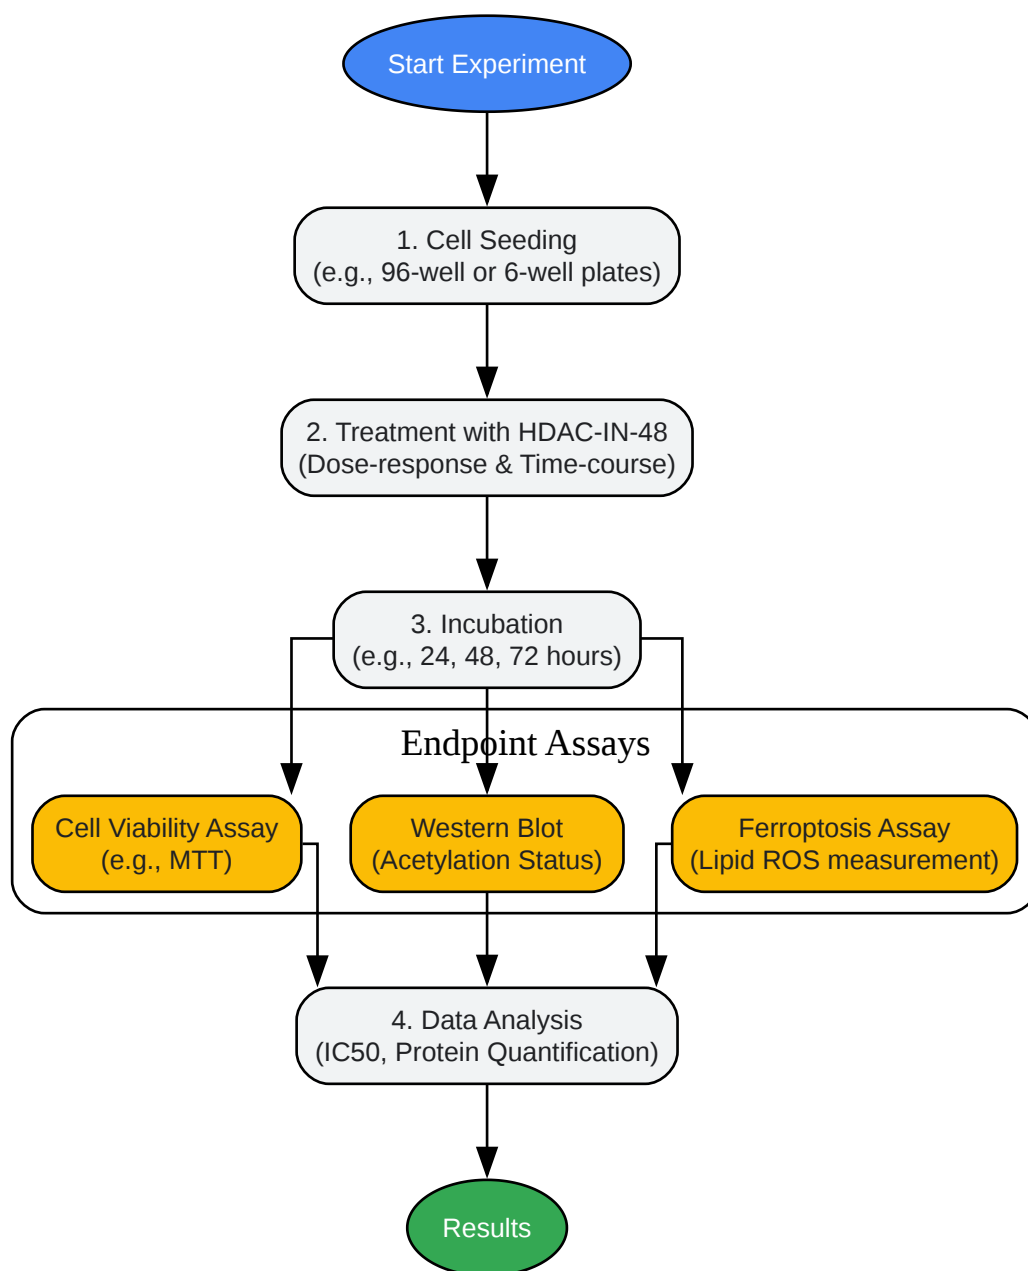 Start Experiment
1. Cell Seeding
(e.g., 96-well or 6-well plates)
2. Treatment with HDAC-IN-48
(Dose-response & Time-course)
3. Incubation
(e.g., 24, 48, 72 hours)
Endpoint Assays
Cell Viability Assay
(e.g., MTT)
Western Blot
(Acetylation Status)
Ferroptosis Assay
(Lipid ROS measurement)
4. Data Analysis
(IC50, Protein Quantification)
Results